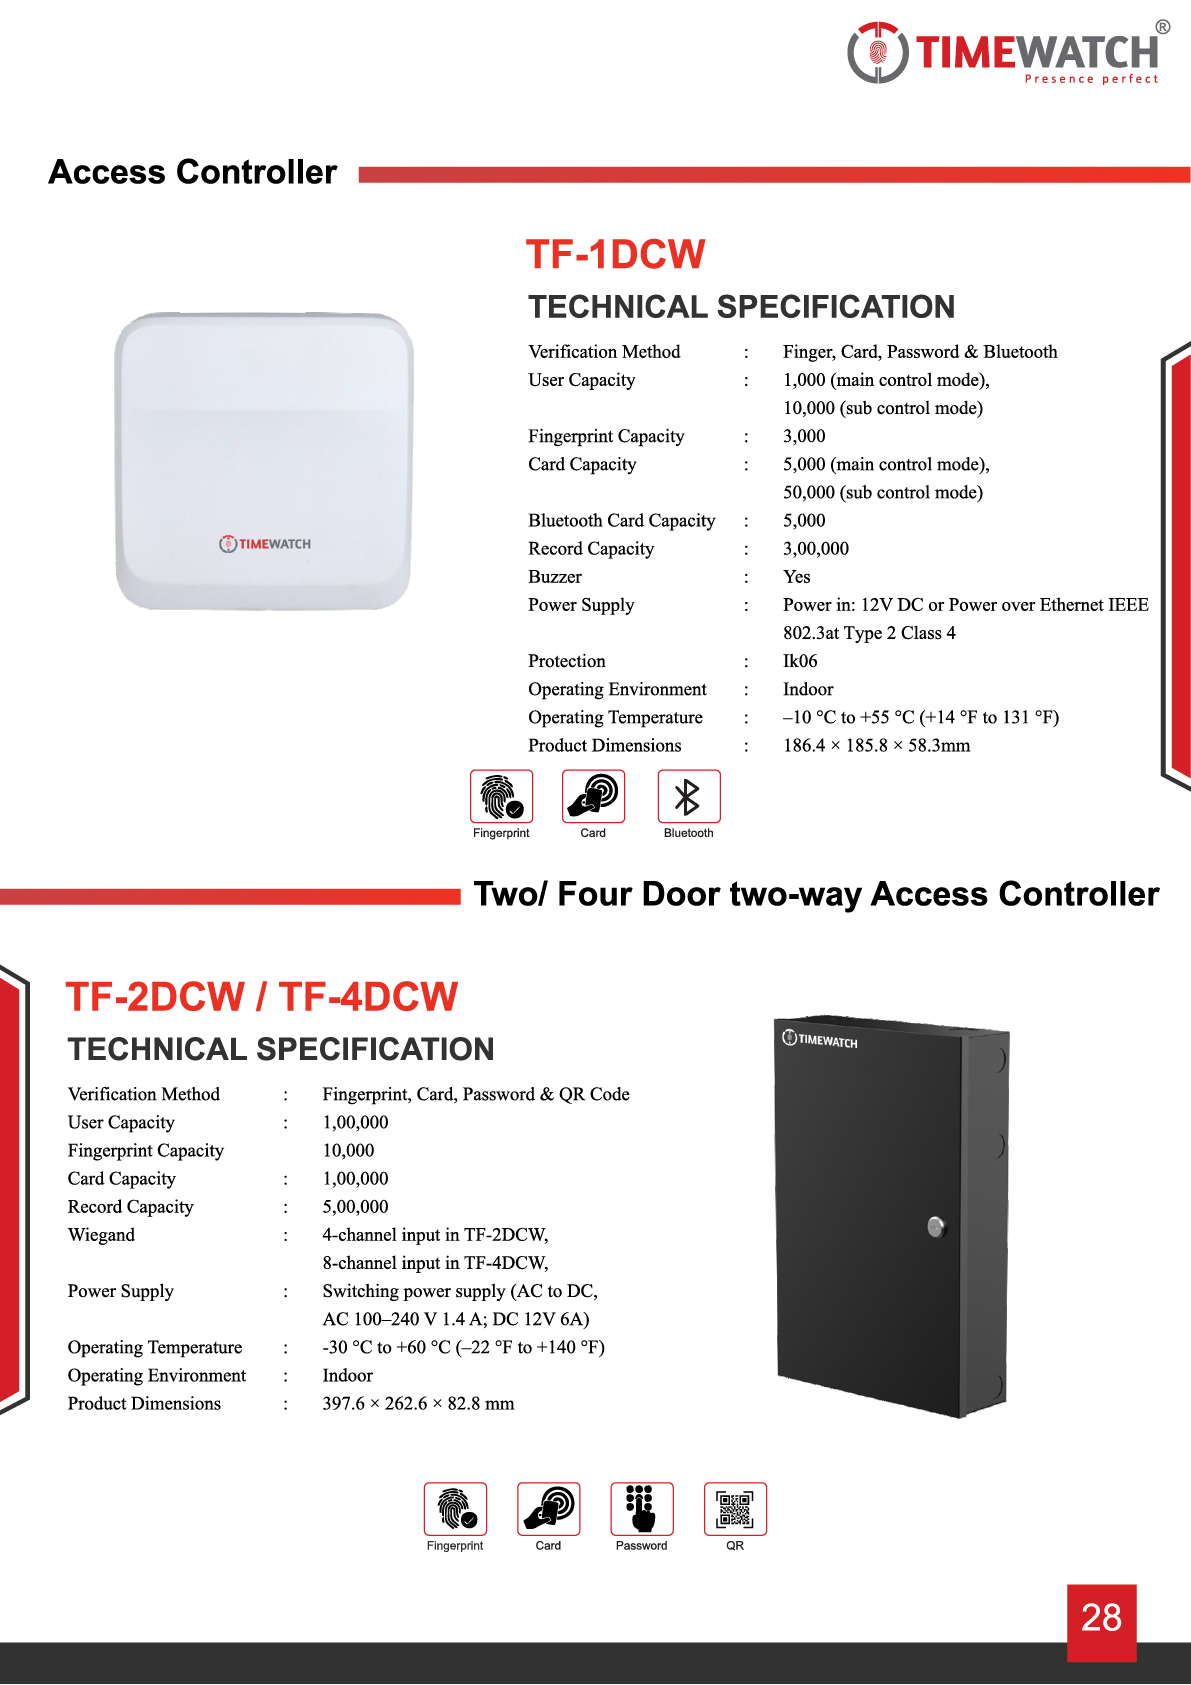 TIMEWATCH®
Presence perfect
Access Controller
TF-1DCW
TECHNICAL SPECIFICATION
Verification Method : Finger, Card, Password & Bluetooth
User Capacity : 1,000 (main control mode),
10,000 (sub control mode)
Fingerprint Capacity : 3,000
Card Capacity : 5,000 (main control mode),
50,000 (sub control mode)
Bluetooth Card Capacity : 5,000
Record Capacity : 3,00,000
Buzzer : Yes
Power Supply : Power in: 12V DC or Power over Ethernet IEEE
802.3at Type 2 Class 4
Protection : Ik06
Operating Environment : Indoor
Operating Temperature : –10 °C to +55 °C (+14 °F to 131 °F)
Product Dimensions : 186.4 × 185.8 × 58.3mm
TIMEWATCH
Fingerprint Card Bluetooth
Two/ Four Door two-way Access Controller
TF-2DCW / TF-4DCW
TECHNICAL SPECIFICATION
Verification Method : Fingerprint, Card, Password & QR Code
User Capacity : 1,00,000
Fingerprint Capacity 10,000
Card Capacity : 1,00,000
Record Capacity : 5,00,000
Wiegand : 4-channel input in TF-2DCW,
8-channel input in TF-4DCW,
Power Supply : Switching power supply (AC to DC,
AC 100–240 V 1.4 A; DC 12V 6A)
Operating Temperature : -30 °C to +60 °C (–22 °F to +140 °F)
Operating Environment : Indoor
Product Dimensions : 397.6 × 262.6 × 82.8 mm
TIMEWATCH
Fingerprint Card Password QR
28